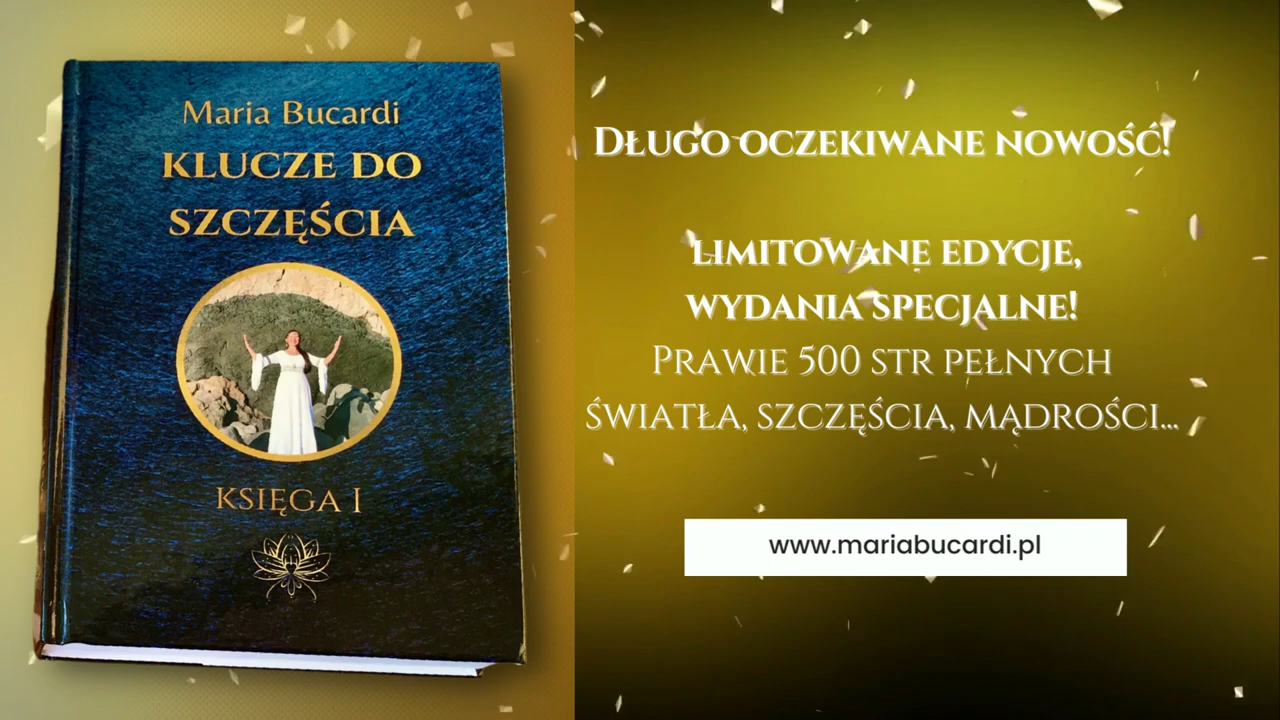 Maria Bucardi
KLUCZE DO
SZCZĘŚCIA
KSIĘGA I
DŁUGO OCZEKIWANE NOWOŚĆ!
LIMITOWANE EDYCJE,
WYDANIA SPECJALNE!
PRAWIE 500 STR PEŁNYCH
ŚWIATŁA, SZCZĘŚCIA, MĄDROŚCI...
www.mariabucardi.pl